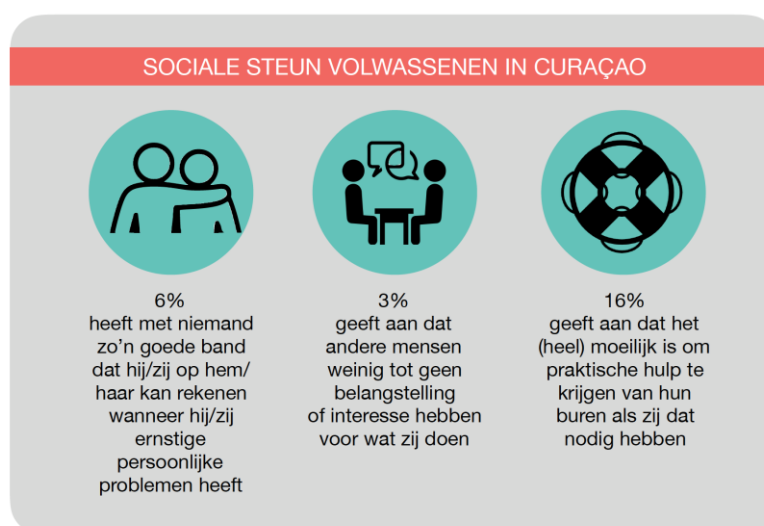 SOCIALE STEUN VOLWASSENEN IN CURAÇAO
6%
heeft met niemand
zo'n goede band
dat hij/zij op hem/
haar kan rekenen
wanneer hij/zij
ernstige
persoonlijke
problemen heeft
3%
geeft aan dat
andere mensen
weinig tot geen
belangstelling
of interesse hebben
voor wat zij doen
16%
geeft aan dat het
(heel) moeilijk is om
praktische hulp te
krijgen van hun
buren als zij dat
nodig hebben